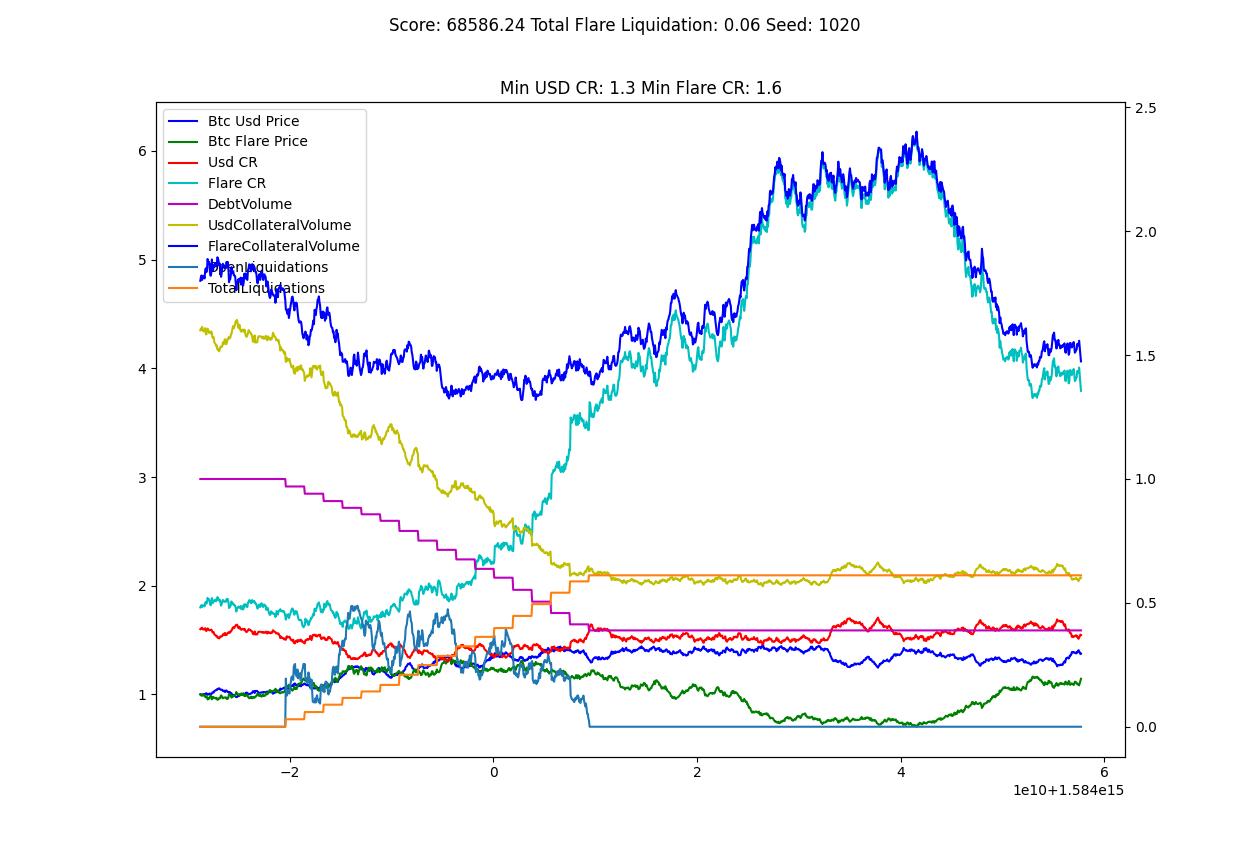 Score: 68586.24 Total Flare Liquidation: 0.06 Seed: 1020
Min USD CR: 1.3 Min Flare CR: 1.6
Btc Usd Price
Btc Flare Price
Usd CR
Flare CR
DebtVolume
UsdCollateralVolume
FlareCollateralVolume
OpenLiquidations
TotalLiquidations
6
5
4
3
2
1
2.5
2.0
1.5
1.0
0.5
0.0
−2
0
2
4
6
1e10+1.584e15